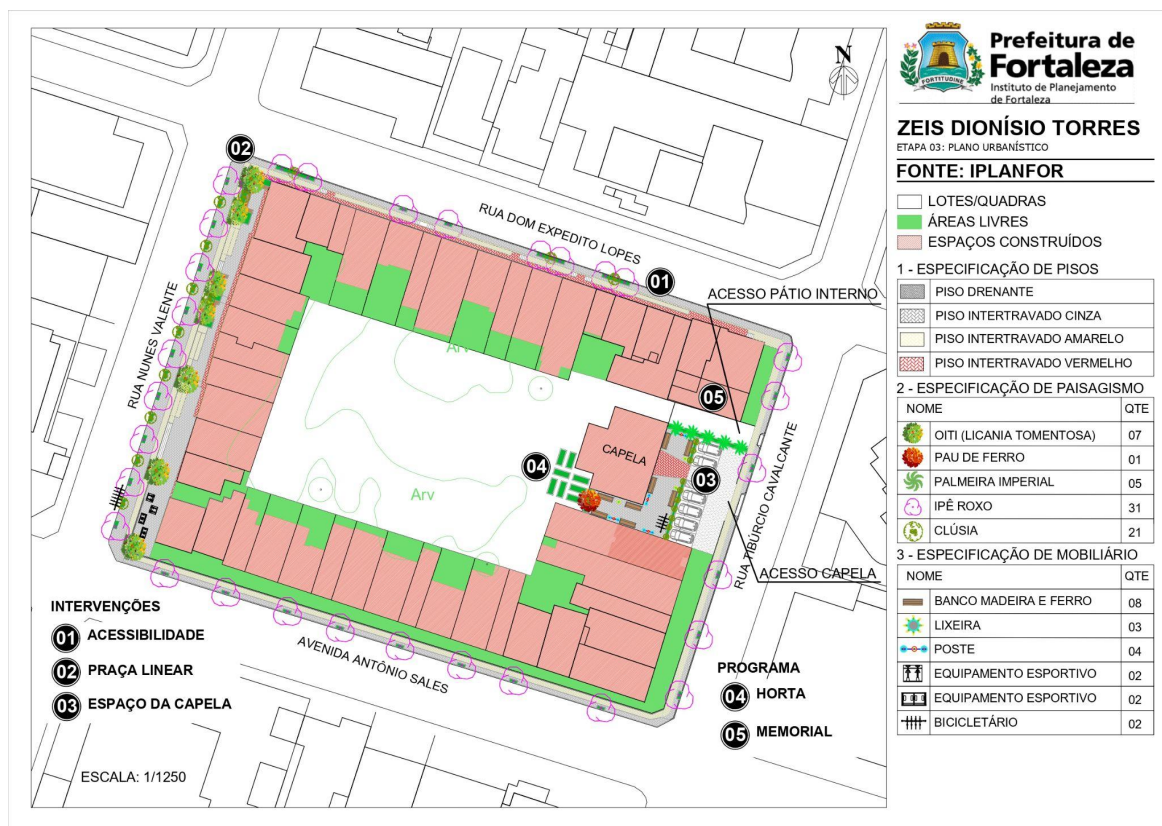 N
02
RUA DOM EXPEDITO LOPES
01
ACESSO PÁTIO INTERNO
RUA NUNES VALENTE
Arv
05
CAPELA
04
03
Arv
RUA TIBÚRCIO CAVALCANTE
ACESSO CAPELA
AVENIDA ANTÔNIO SALES
INTERVENÇÕES
01 ACESSIBILIDADE
02 PRAÇA LINEAR
03 ESPAÇO DA CAPELA
PROGRAMA
04 HORTA
05 MEMORIAL
ESCALA: 1/1250
FORTITUDINE
Prefeitura de
Fortaleza
Instituto de Planejamento
de Fortaleza
ZEIS DIONÍSIO TORRES
ETAPA 03: PLANO URBANÍSTICO
FONTE: IPLANFOR
LOTES/QUADRAS
ÁREAS LIVRES
ESPAÇOS CONSTRUÍDOS
1 - ESPECIFICAÇÃO DE PISOS
PISO DRENANTE
PISO INTERTRAVADO CINZA
PISO INTERTRAVADO AMARELO
PISO INTERTRAVADO VERMELHO
2 - ESPECIFICAÇÃO DE PAISAGISMO
NOME QTE
OITI (LICANIA TOMENTOSA) 07
PAU DE FERRO 01
PALMEIRA IMPERIAL 05
IPÊ ROXO 31
CLÚSIA 21
3 - ESPECIFICAÇÃO DE MOBILIÁRIO
NOME QTE
BANCO MADEIRA E FERRO 08
LIXEIRA 03
POSTE 04
EQUIPAMENTO ESPORTIVO 02
EQUIPAMENTO ESPORTIVO 02
BICICLETÁRIO 02